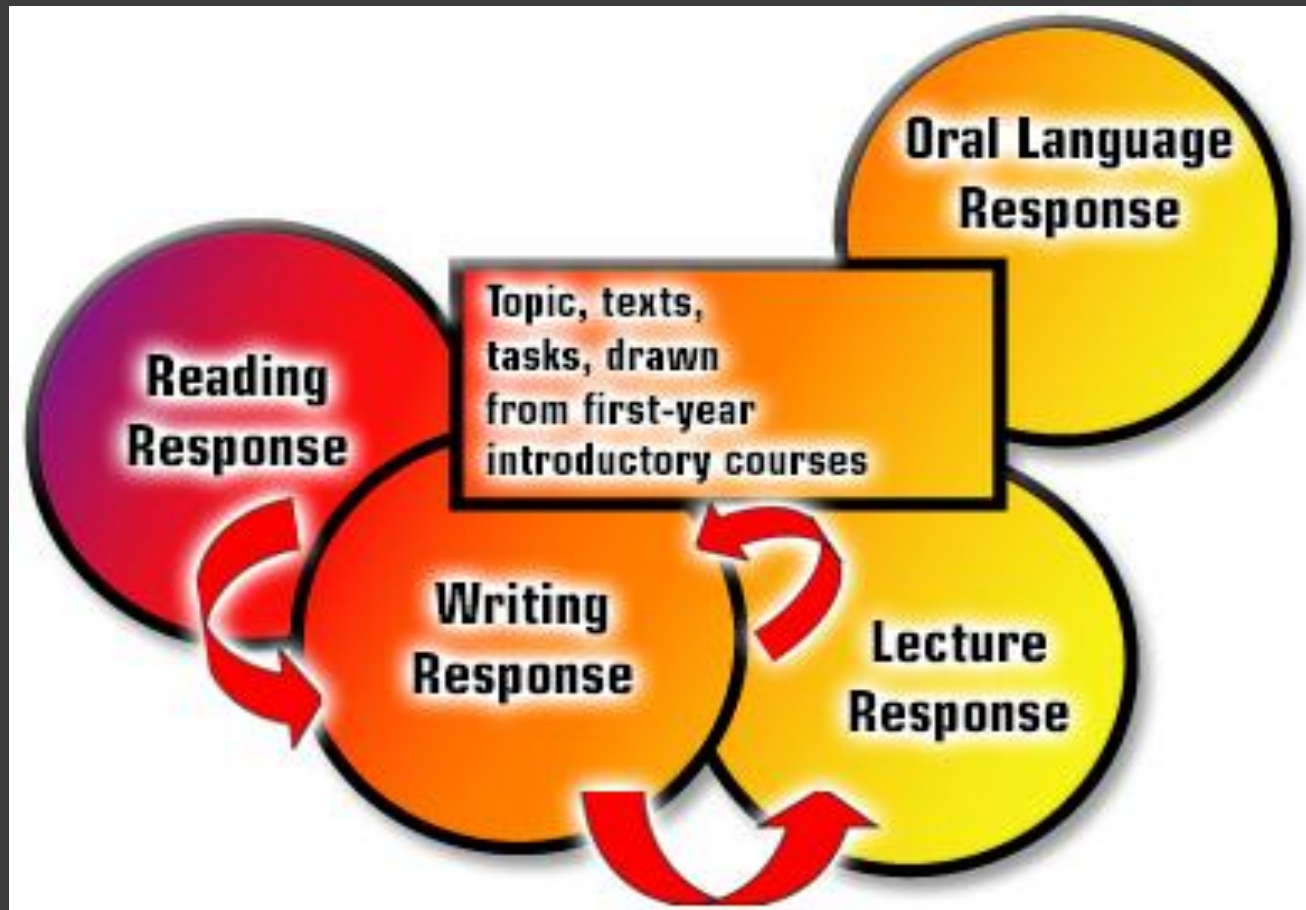 Oral Language
Response
Topic, texts,
tasks, drawn
from first-year
introductory courses
Reading
Response
Writing
Response
Lecture
Response